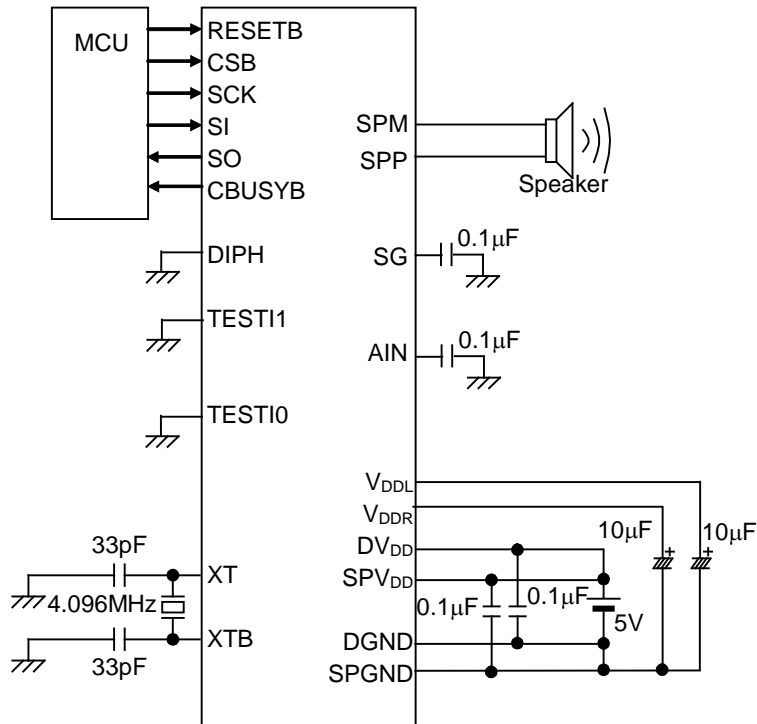 MCU
RESETB
CSB
SCK
SI
SO
CBUSYB
DIPH
TESTI1
TESTI0
33pF
XT
4.096MHz
XTB
33pF
SPM
SPP
Speaker
SG
0.1μF
AIN
0.1μF
VDDL
VDDR
10μF
10μF
+
+
DVDD
SPVDD
0.1μF
0.1μF
5V
DGND
SPGND